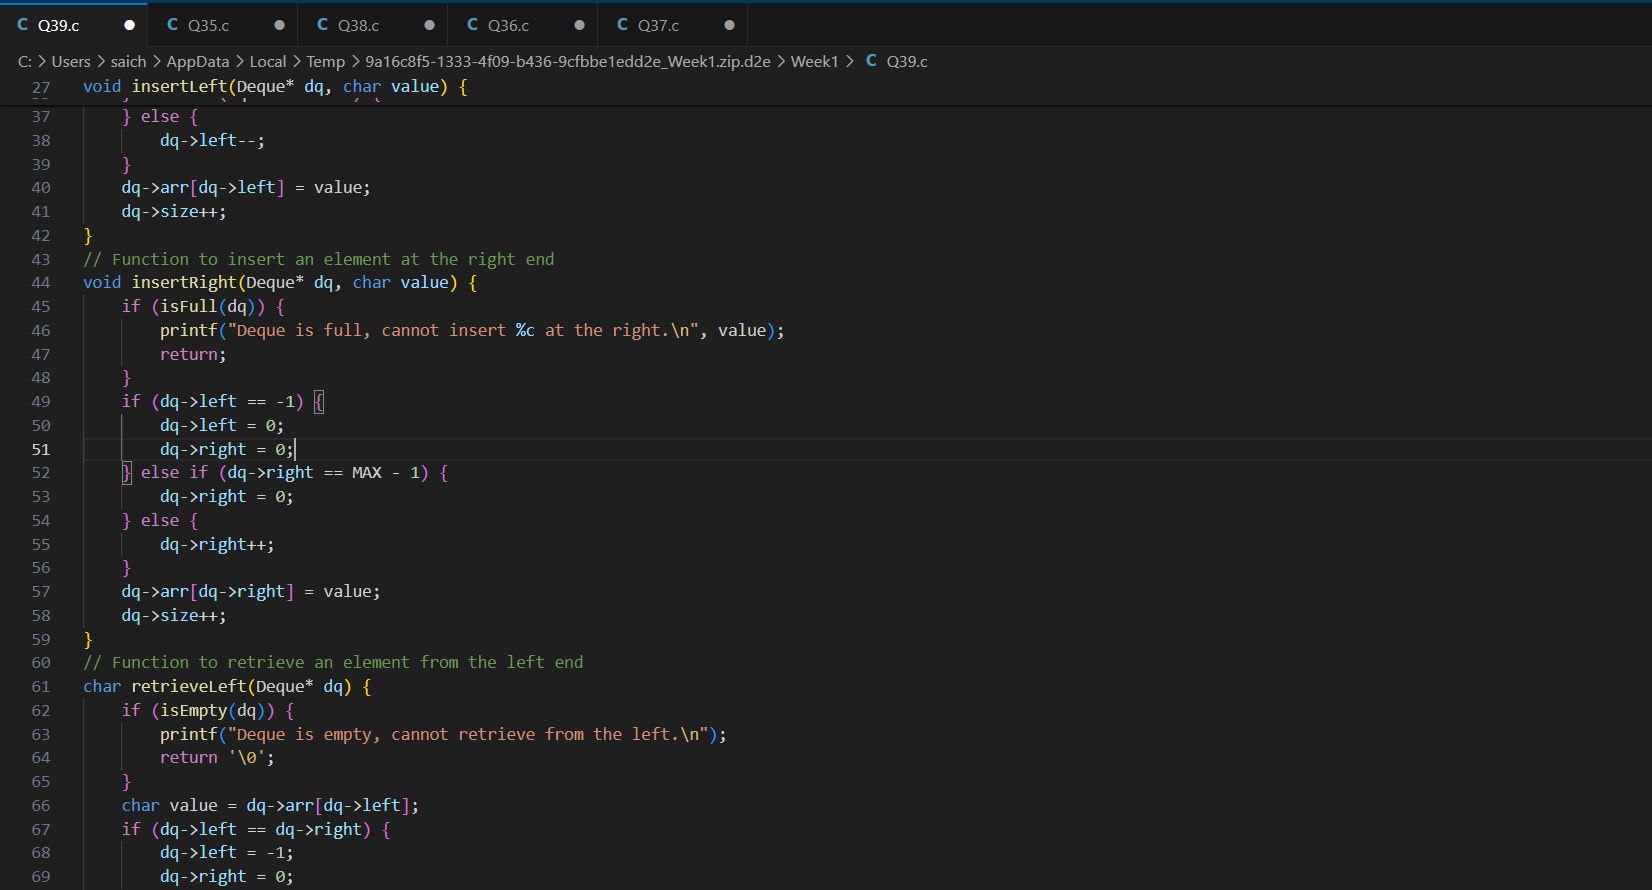 C Q39.c ● C Q35.c ● C Q38.c ● C Q36.c ● C Q37.c ●
C: > Users > saich > AppData > Local > Temp > 9a16c8f5-1333-4f09-b436-9cfbbe1edd2e_Week1.zip.d2e > Week1 > C Q39.c
27 void insertLeft(Deque* dq, char value) {
37 } else {
38 dq->left--;
39 }
40 dq->arr[dq->left] = value;
41 dq->size++;
42 }
43 // Function to insert an element at the right end
44 void insertRight(Deque* dq, char value) {
45 if (isFull(dq)) {
46 printf("Deque is full, cannot insert %c at the right.\n", value);
47 return;
48 }
49 if (dq->left == -1) {
50 dq->left = 0;
51 dq->right = 0;
52 } else if (dq->right == MAX - 1) {
53 dq->right = 0;
54 } else {
55 dq->right++;
56 }
57 dq->arr[dq->right] = value;
58 dq->size++;
59 }
60 // Function to retrieve an element from the left end
61 char retrieveLeft(Deque* dq) {
62 if (isEmpty(dq)) {
63 printf("Deque is empty, cannot retrieve from the left.\n");
64 return '\0';
65 }
66 char value = dq->arr[dq->left];
67 if (dq->left == dq->right) {
68 dq->left = -1;
69 dq->right = 0;